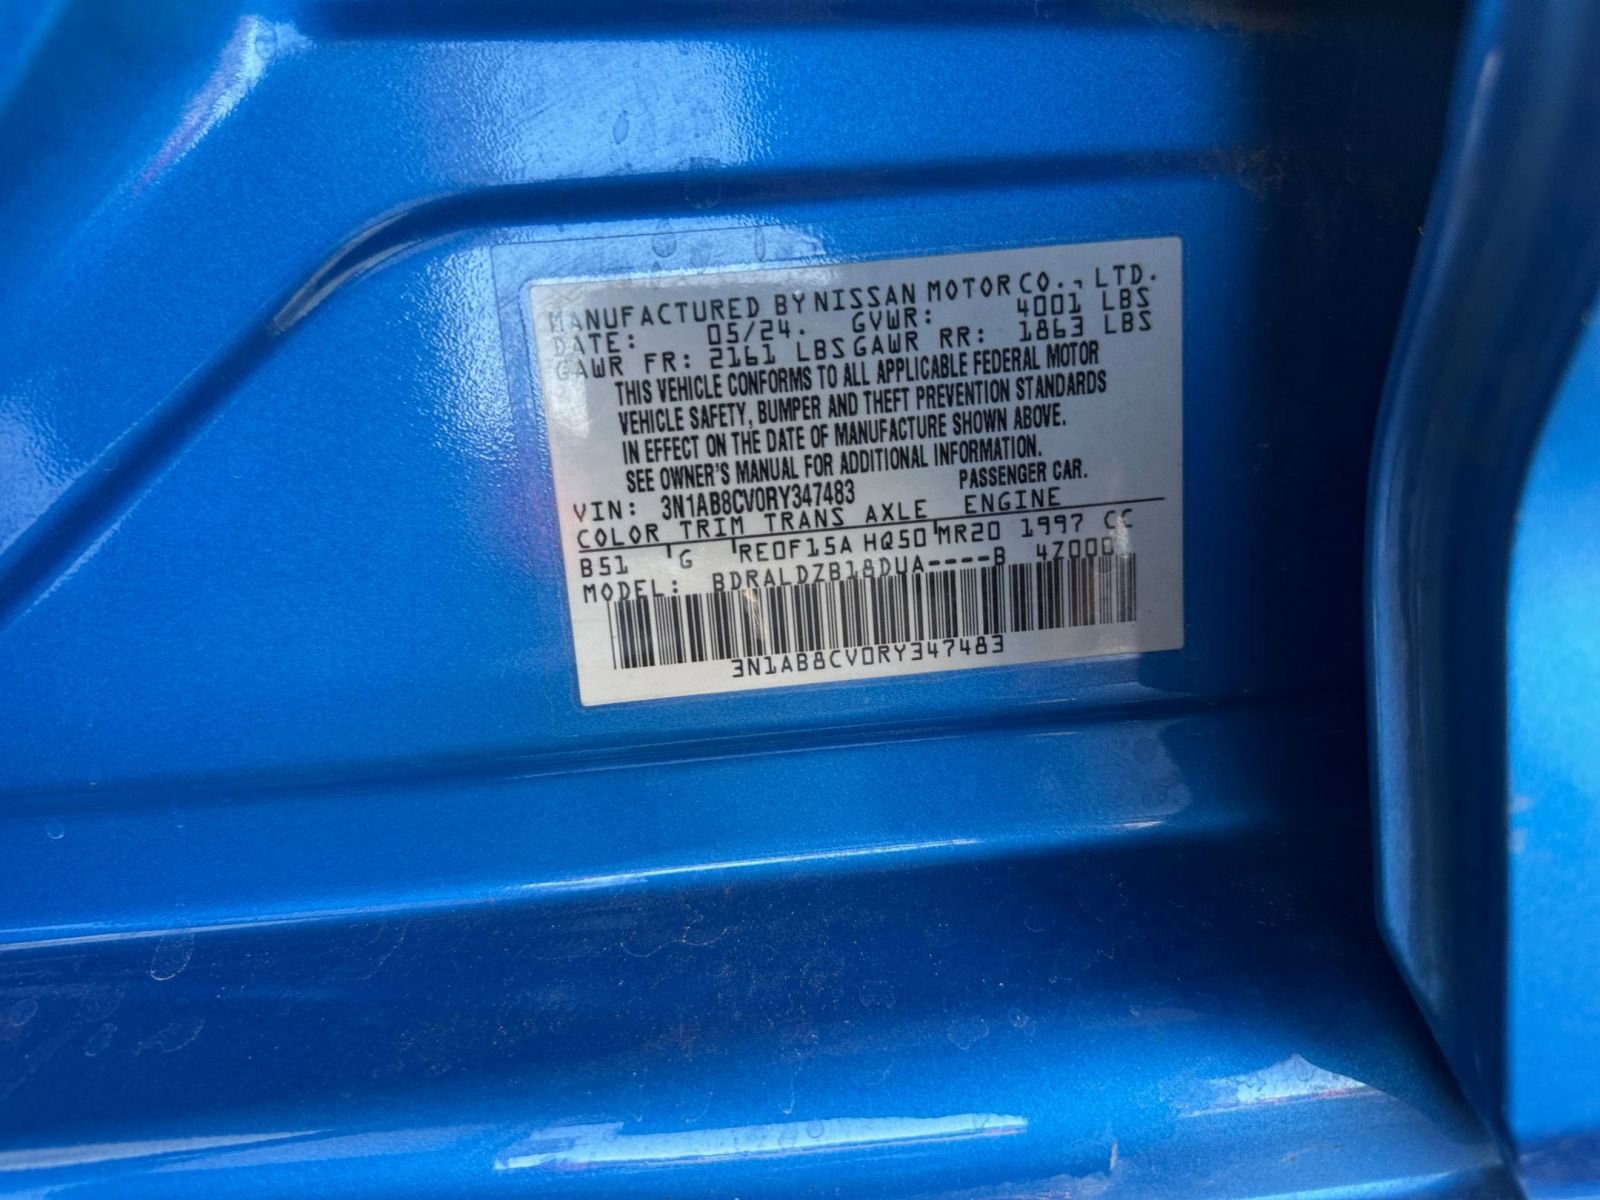 MANUFACTURED BY NISSAN MOTOR CO., LTD.
DATE: 05/24. GVWR: 4001 LBS
GAWR FR: 2161 LBS GAWR RR: 1863 LBS
THIS VEHICLE CONFORMS TO ALL APPLICABLE FEDERAL MOTOR
VEHICLE SAFETY, BUMPER AND THEFT PREVENTION STANDARDS
IN EFFECT ON THE DATE OF MANUFACTURE SHOWN ABOVE.
SEE OWNER'S MANUAL FOR ADDITIONAL INFORMATION.
VIN: 3N1AB8CV0RY347483 PASSENGER CAR.
COLOR TRIM TRANS AXLE ENGINE
B51 G RE0F15A HQ50 MR20 1997 CC
MODEL: BDRALDZB18DUA----B 4Z000
3N1AB8CV0RY347483